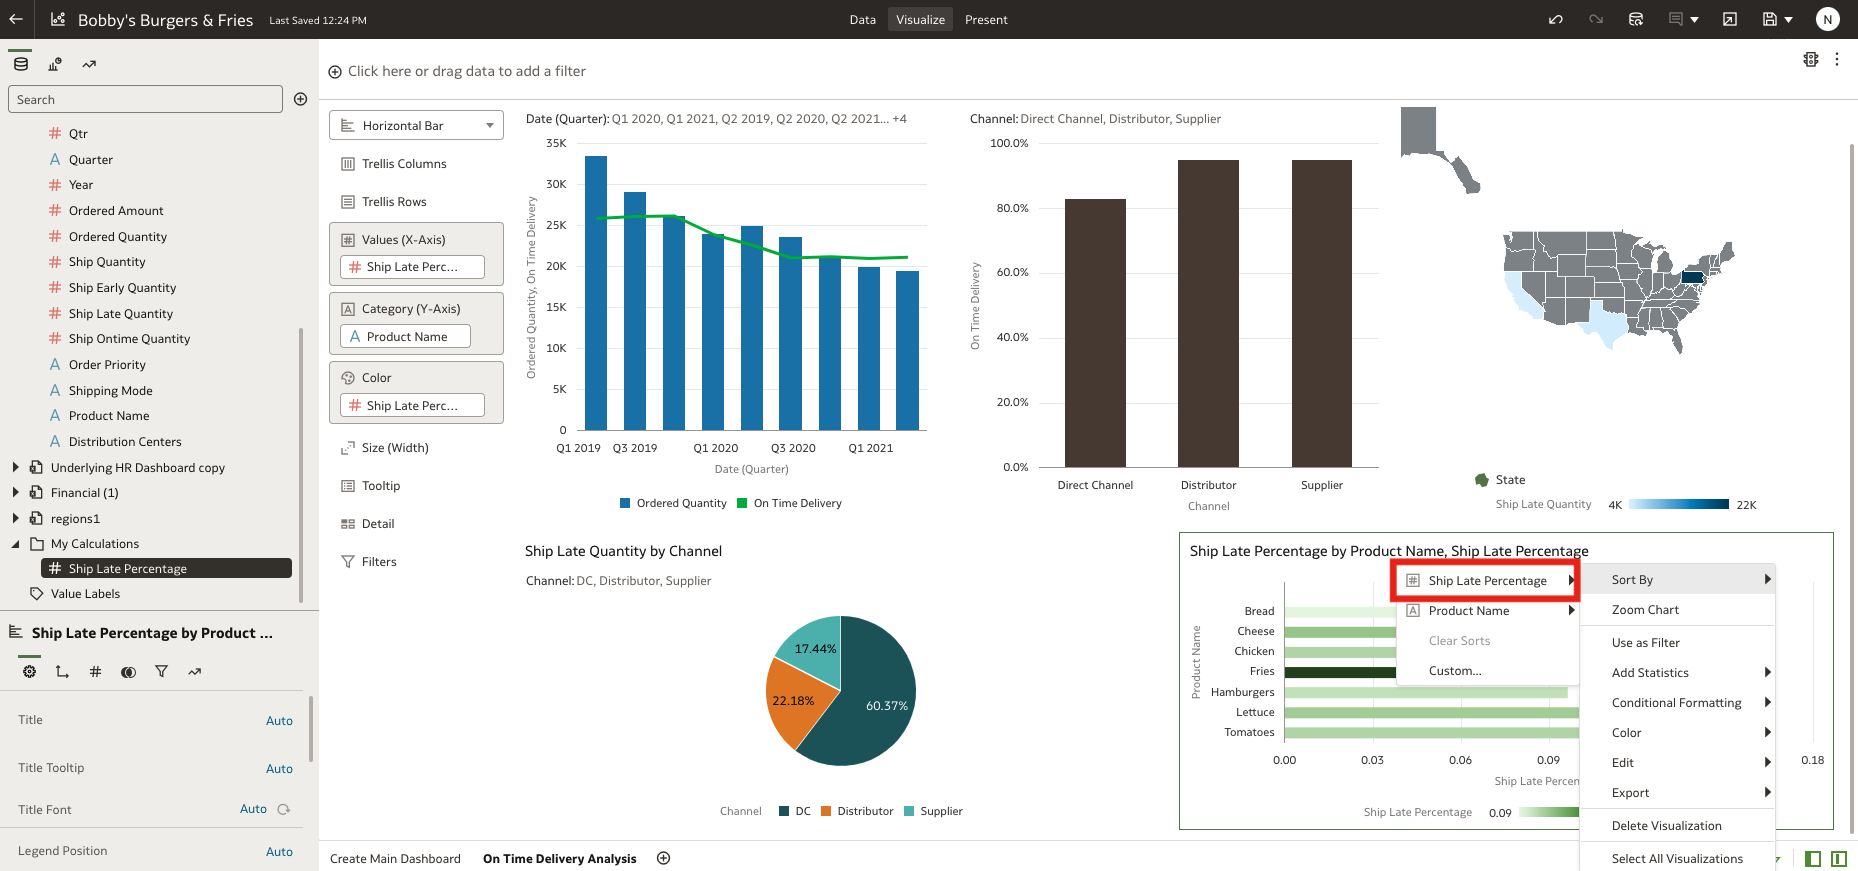 Bobby's Burgers & Fries Last Saved 12:24 PM
Data Visualize Present
N
Search
Click here or drag data to add a filter
# Qtr
A Quarter
# Year
# Ordered Amount
# Ordered Quantity
# Ship Quantity
# Ship Early Quantity
# Ship Late Quantity
# Ship Ontime Quantity
A Order Priority
A Shipping Mode
A Product Name
A Distribution Centers
Underlying HR Dashboard copy
Financial (1)
regions1
My Calculations
# Ship Late Percentage
Value Labels
Ship Late Percentage by Product ...
Title Auto
Title Tooltip Auto
Title Font Auto
Legend Position Auto
Horizontal Bar
Trellis Columns
Trellis Rows
Values (X-Axis)
# Ship Late Perc...
Category (Y-Axis)
A Product Name
Color
# Ship Late Perc...
Size (Width)
Tooltip
Detail
Filters
Date (Quarter): Q1 2020, Q1 2021, Q2 2019, Q2 2020, Q2 2021... +4
35K
30K
25K
20K
15K
10K
5K
0
Ordered Quantity, On Time Delivery
Q1 2019 Q3 2019 Q1 2020 Q3 2020 Q1 2021
Date (Quarter)
Ordered Quantity On Time Delivery
Channel: Direct Channel, Distributor, Supplier
100.0%
80.0%
60.0%
40.0%
20.0%
0.0%
On Time Delivery
Direct Channel Distributor Supplier
Channel
State
Ship Late Quantity 4K 22K
Ship Late Quantity by Channel
Channel: DC, Distributor, Supplier
17.44%
22.18%
60.37%
Channel DC Distributor Supplier
Ship Late Percentage by Product Name, Ship Late Percentage
Product Name
Bread
Cheese
Chicken
Fries
Hamburgers
Lettuce
Tomatoes
0.00 0.03 0.06 0.09 0.18
Ship Late Percen
Ship Late Percentage 0.09
# Ship Late Percentage
A Product Name
Clear Sorts
Custom...
Sort By
Zoom Chart
Use as Filter
Add Statistics
Conditional Formatting
Color
Edit
Export
Delete Visualization
Select All Visualizations
Create Main Dashboard On Time Delivery Analysis